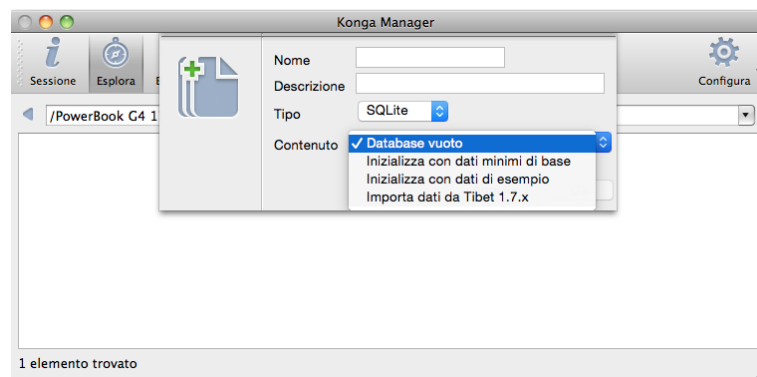 Konga Manager
Sessione
Esplora
Configura
Nome
Descrizione
Tipo
SQLite
/PowerBook G4 1
Contenuto
✓ Database vuoto
Inizializza con dati minimi di base
Inizializza con dati di esempio
Importa dati da Tibet 1.7.x
1 elemento trovato